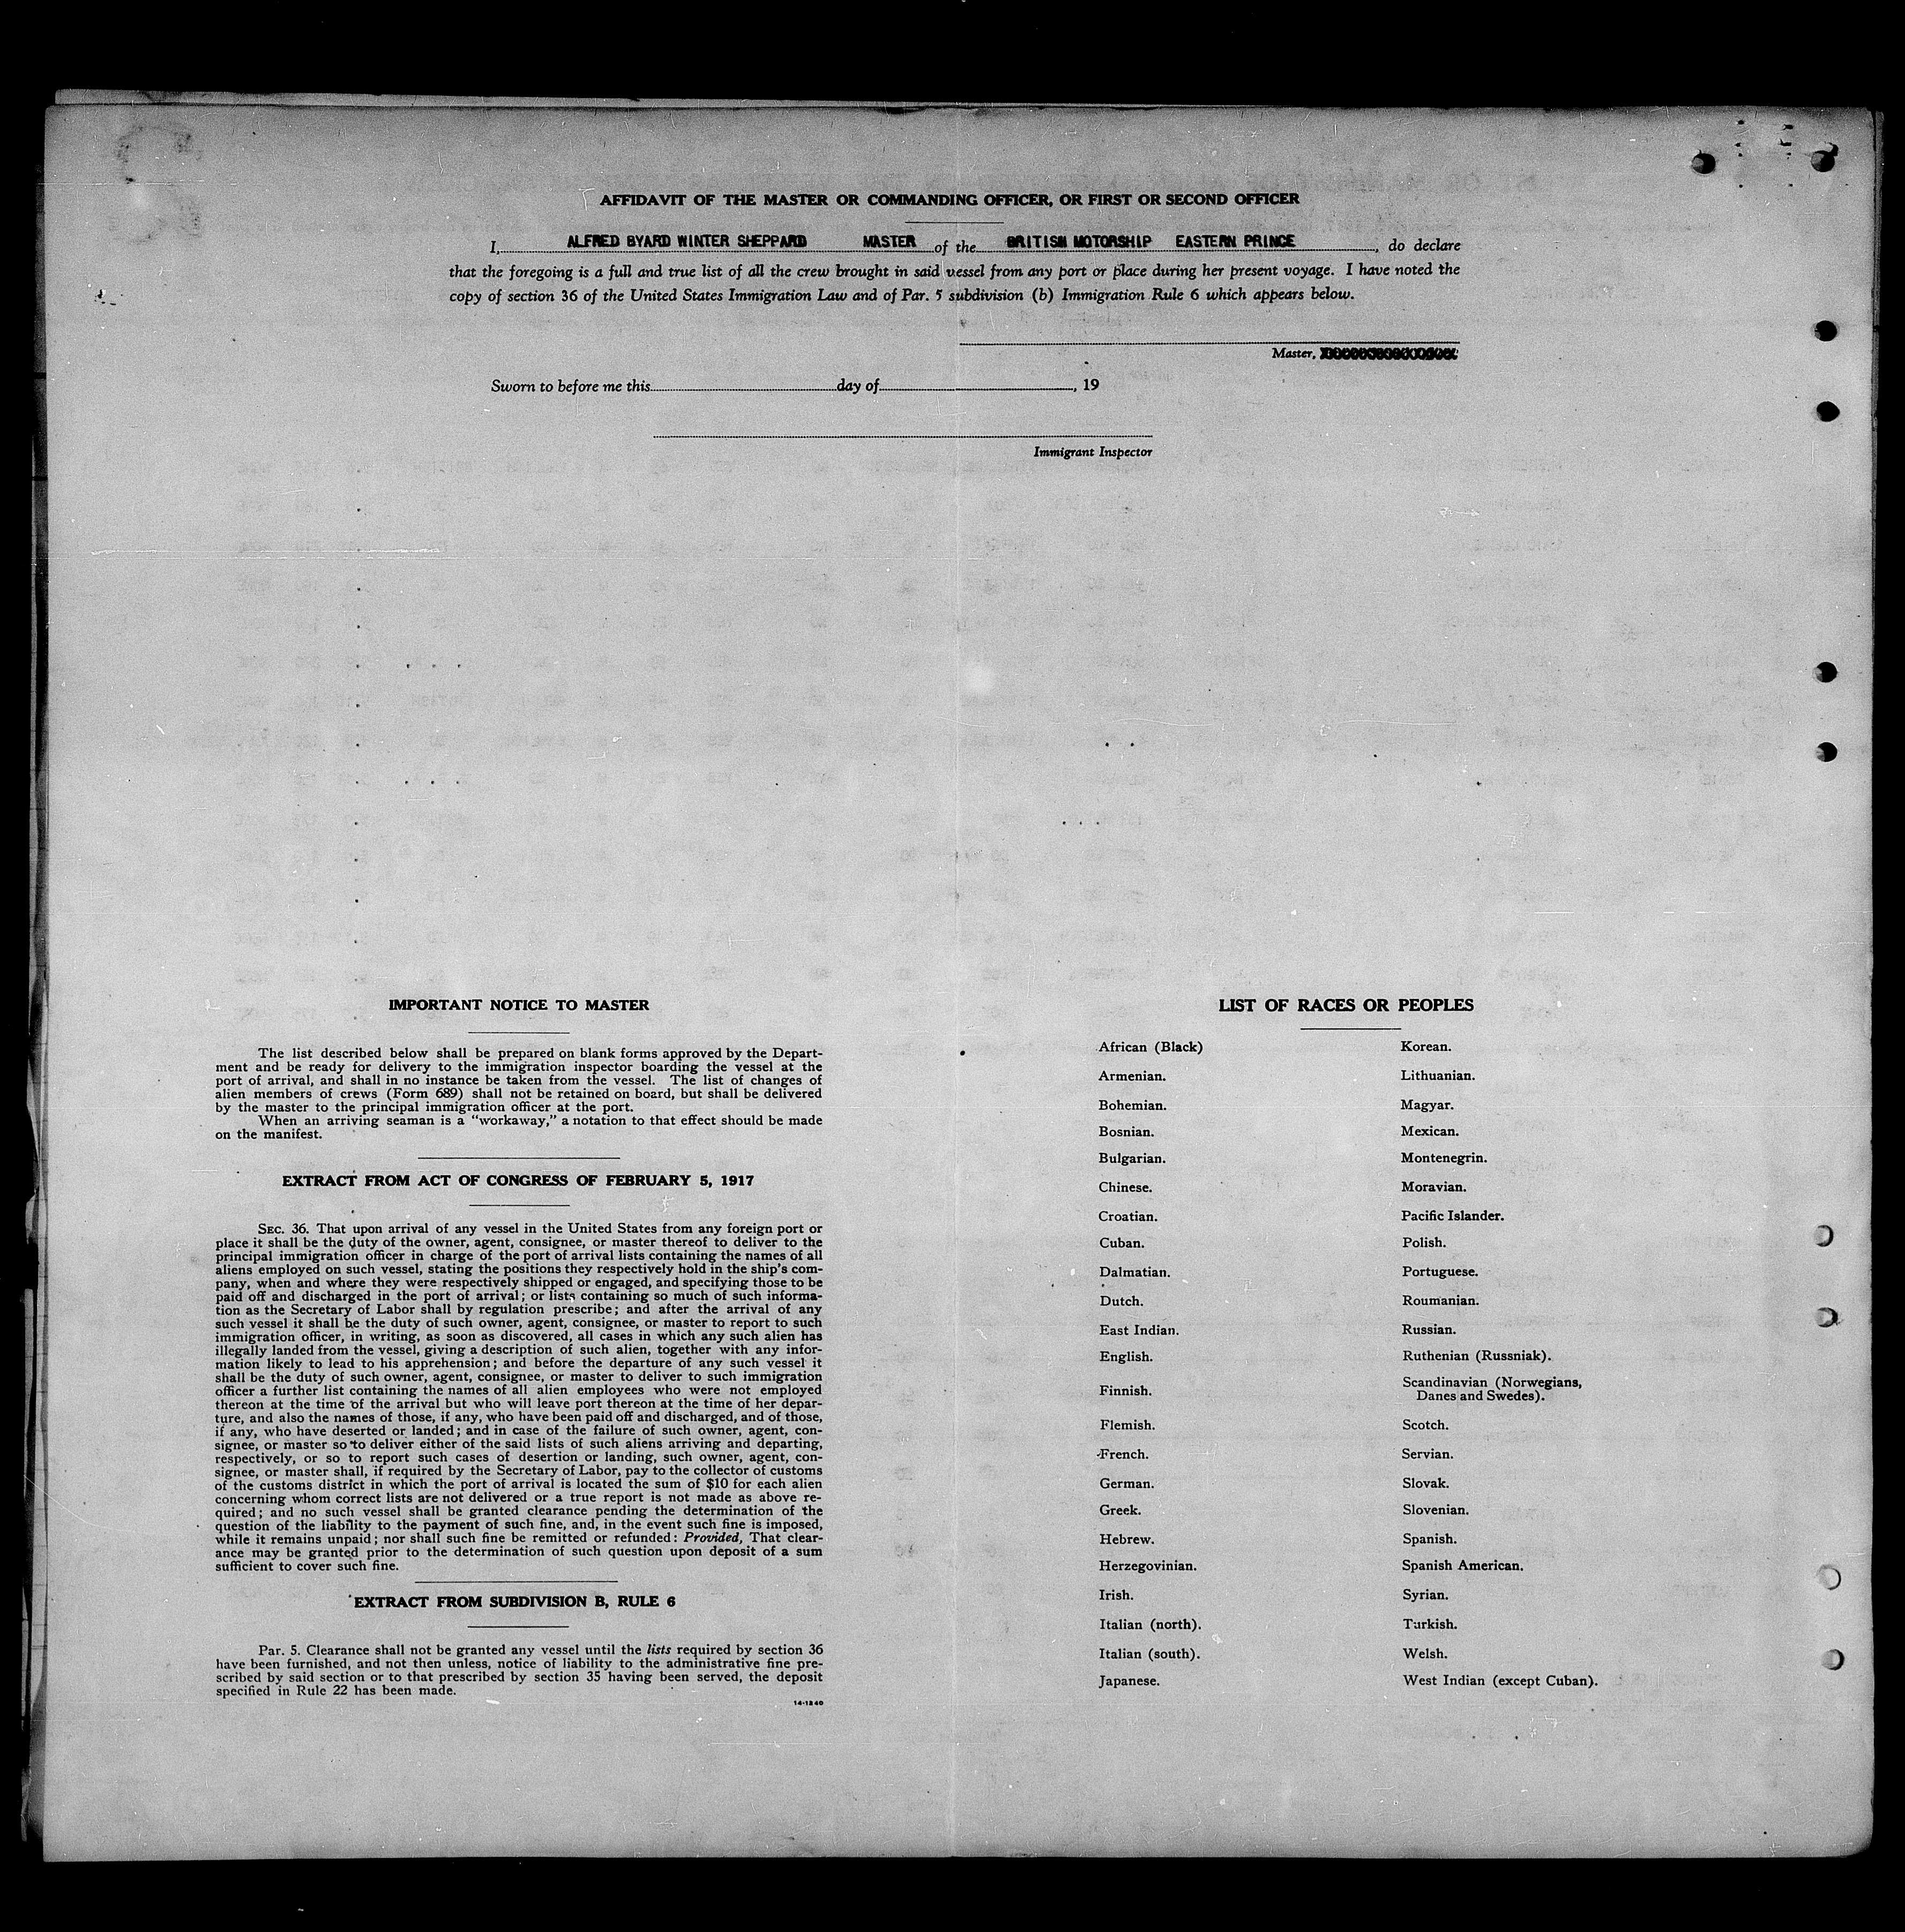 AFFIDAVIT OF THE MASTER OR COMMANDING OFFICER, OR FIRST OR SECOND OFFICER
I, ALFRED BYARD WINTER SHEPPARD MASTER of the BRITISH MOTORSHIP EASTERN PRINCE, do declare
that the foregoing is a full and true list of all the crew brought in said vessel from any port or place during her present voyage. I have noted the
copy of section 36 of the United States Immigration Law and of Par. 5 subdivision (b) Immigration Rule 6 which appears below.
Master,
Sworn to before me this day of , 19
Immigrant Inspector
IMPORTANT NOTICE TO MASTER
The list described below shall be prepared on blank forms approved by the Depart-
ment and be ready for delivery to the immigration inspector boarding the vessel at the
port of arrival, and shall in no instance be taken from the vessel. The list of changes of
alien members of crews (Form 689) shall not be retained on board, but shall be delivered
by the master to the principal immigration officer at the port.
When an arriving seaman is a "workaway," a notation to that effect should be made
on the manifest.
EXTRACT FROM ACT OF CONGRESS OF FEBRUARY 5, 1917
SEC. 36. That upon arrival of any vessel in the United States from any foreign port or
place it shall be the duty of the owner, agent, consignee, or master thereof to deliver to the
principal immigration officer in charge of the port of arrival lists containing the names of all
aliens employed on such vessel, stating the positions they respectively hold in the ship's com-
pany, when and where they were respectively shipped or engaged, and specifying those to be
paid off and discharged in the port of arrival; or lists containing so much of such informa-
tion as the Secretary of Labor shall by regulation prescribe; and after the arrival of any
such vessel it shall be the duty of such owner, agent, consignee, or master to report to such
immigration officer, in writing, as soon as discovered, all cases in which any such alien has
illegally landed from the vessel, giving a description of such alien, together with any infor-
mation likely to lead to his apprehension; and before the departure of any such vessel it
shall be the duty of such owner, agent, consignee, or master to deliver to such immigration
officer a further list containing the names of all alien employees who were not employed
thereon at the time of the arrival but who will leave port thereon at the time of her depar-
ture, and also the names of those, if any, who have been paid off and discharged, and of those,
if any, who have deserted or landed; and in case of the failure of such owner, agent, con-
signee, or master so to deliver either of the said lists of such aliens arriving and departing,
respectively, or so to report such cases of desertion or landing, such owner, agent, con-
signee, or master shall, if required by the Secretary of Labor, pay to the collector of customs
of the customs district in which the port of arrival is located the sum of $10 for each alien
concerning whom correct lists are not delivered or a true report is not made as above re-
quired; and no such vessel shall be granted clearance pending the determination of the
question of the liability to the payment of such fine, and, in the event such fine is imposed,
while it remains unpaid; nor shall such fine be remitted or refunded: Provided, That clear-
ance may be granted prior to the determination of such question upon deposit of a sum
sufficient to cover such fine.
EXTRACT FROM SUBDIVISION B, RULE 6
Par. 5. Clearance shall not be granted any vessel until the lists required by section 36
have been furnished, and not then unless, notice of liability to the administrative fine pre-
scribed by said section or to that prescribed by section 35 having been served, the deposit
specified in Rule 22 has been made.
14-1240
LIST OF RACES OR PEOPLES
African (Black)
Armenian.
Bohemian.
Bosnian.
Bulgarian.
Chinese.
Croatian.
Cuban.
Dalmatian.
Dutch.
East Indian.
English.
Finnish.
Flemish.
French.
German.
Greek.
Hebrew.
Herzegovinian.
Irish.
Italian (north).
Italian (south).
Japanese.
Korean.
Lithuanian.
Magyar.
Mexican.
Montenegrin.
Moravian.
Pacific Islander.
Polish.
Portuguese.
Roumanian.
Russian.
Ruthenian (Russniak).
Scandinavian (Norwegians,
Danes and Swedes).
Scotch.
Servian.
Slovak.
Slovenian.
Spanish.
Spanish American.
Syrian.
Turkish.
Welsh.
West Indian (except Cuban).